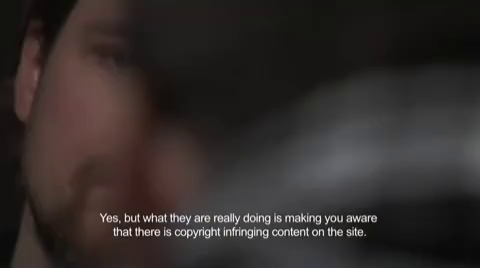 Yes, but what they are really doing is making you aware
that there is copyright infringing content on the site.